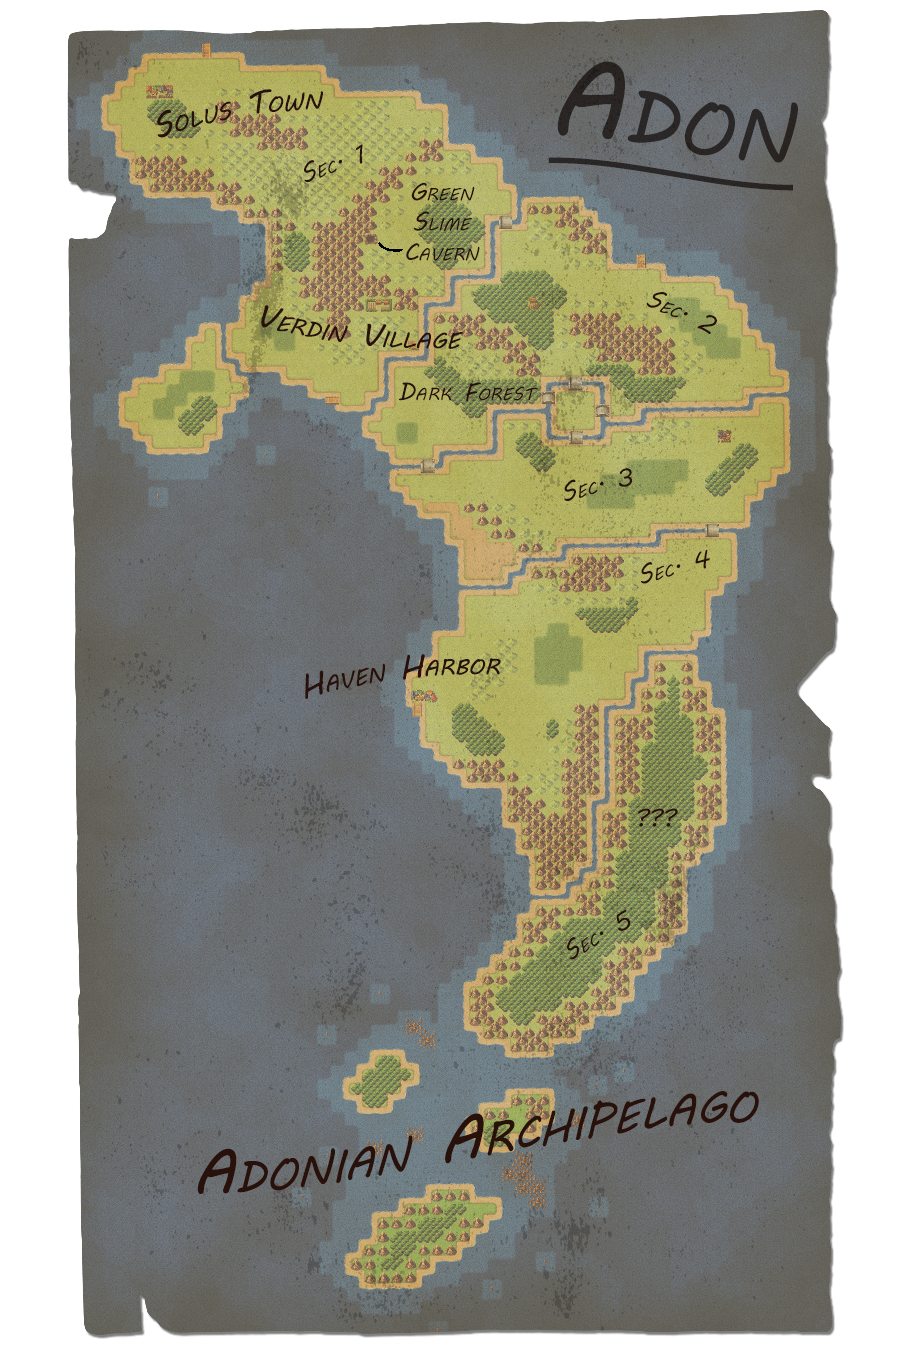 ADON
SOLUS TOWN
SEC. 1
GREEN
SLIME
CAVERN
SEC. 2
VERDIN VILLAGE
DARK FOREST
SEC. 3
SEC. 4
HAVEN HARBOR
???
SEC. 5
ADONIAN ARCHIPELAGO